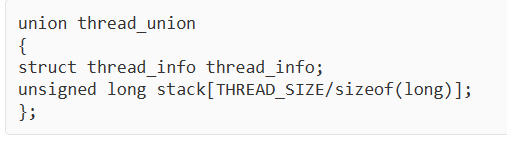 union thread_union
{
struct thread_info thread_info;
unsigned long stack[THREAD_SIZE/sizeof(long)];
};